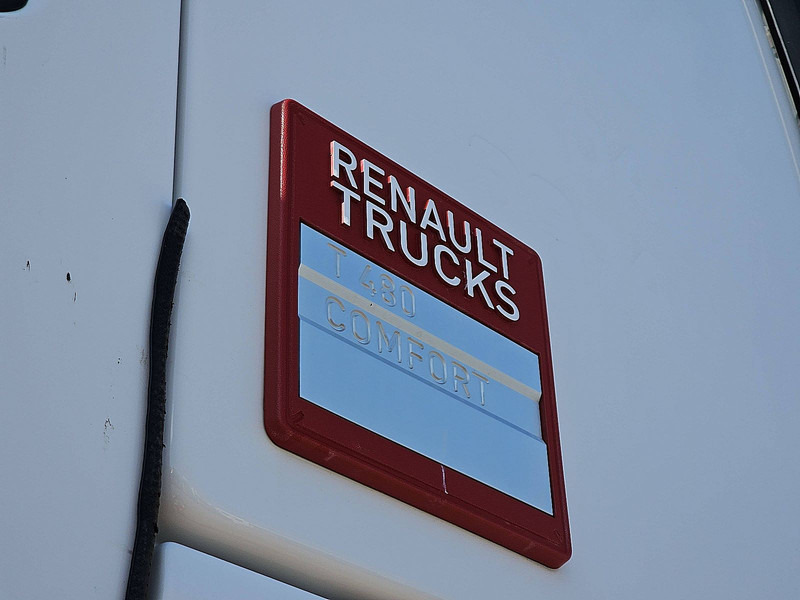 RENAULT
TRUCKS
T 480
COMFORT